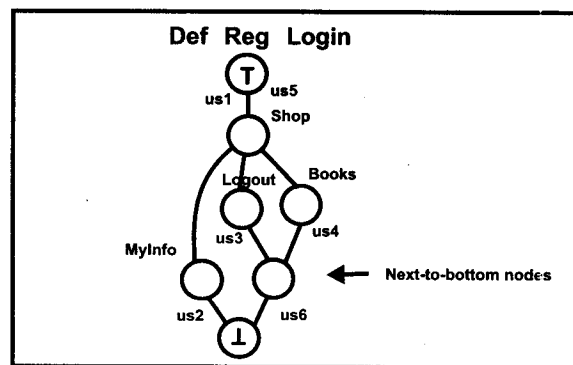 Def Reg Login
T
us1
us5
Shop
Logout
Books
us3
us4
MyInfo
Next-to-bottom nodes
us2
us6
⊥